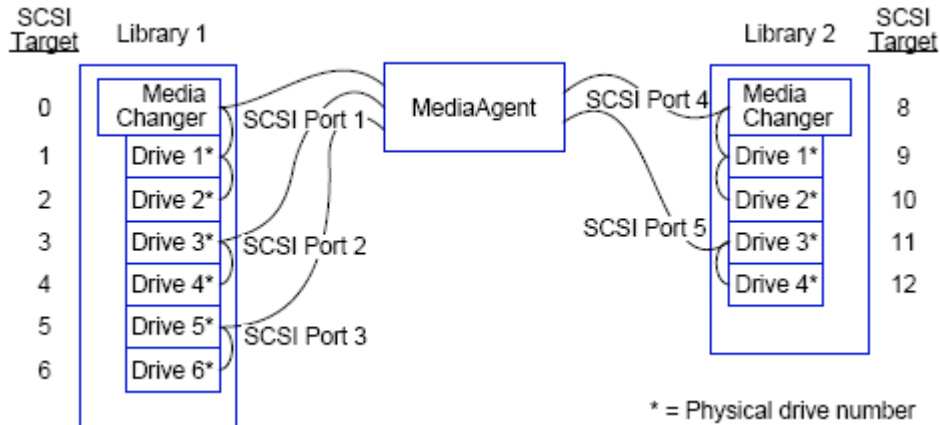 SCSI
Target
Library 1
Library 2
SCSI
Target
MediaAgent
0
Media
Changer
SCSI Port 1
SCSI Port 4
Media
Changer
8
1
Drive 1*
Drive 1*
9
2
Drive 2*
Drive 2*
10
3
Drive 3*
SCSI Port 2
SCSI Port 5
Drive 3*
11
4
Drive 4*
Drive 4*
12
5
Drive 5*
SCSI Port 3
6
Drive 6*
* = Physical drive number